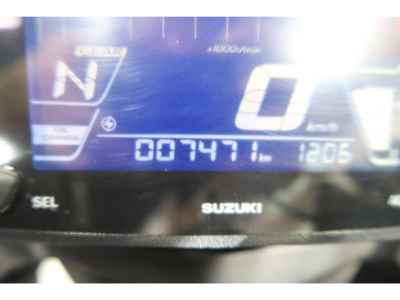 x1000r/min
N
0 km/h
007471 km 12:05
SEL
SUZUKI